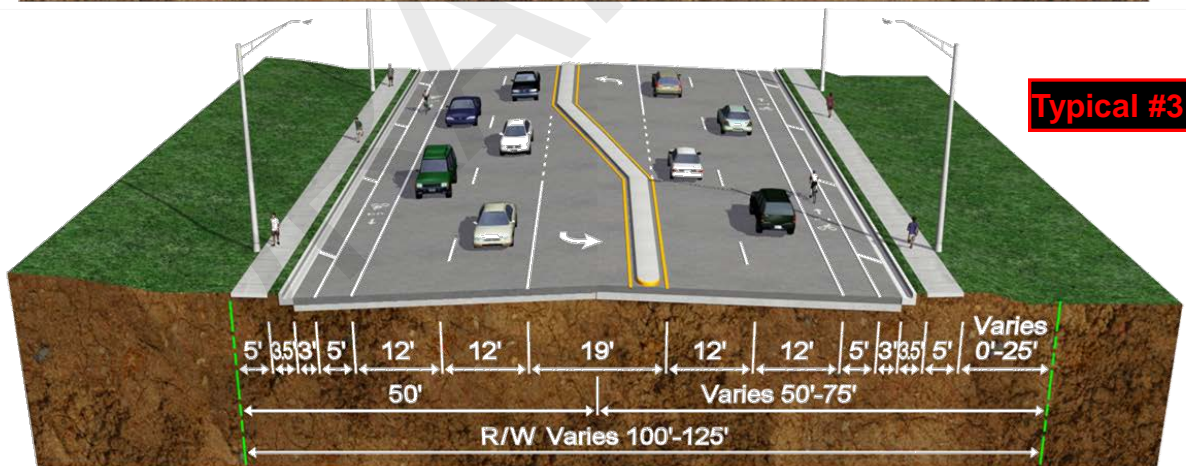 Typical #3
Varies
5' 3.5' 3' 5' 12' 12' 19' 12' 12' 5' 3' 3.5' 5' 0'-25'
50' Varies 50'-75'
R/W Varies 100'-125'